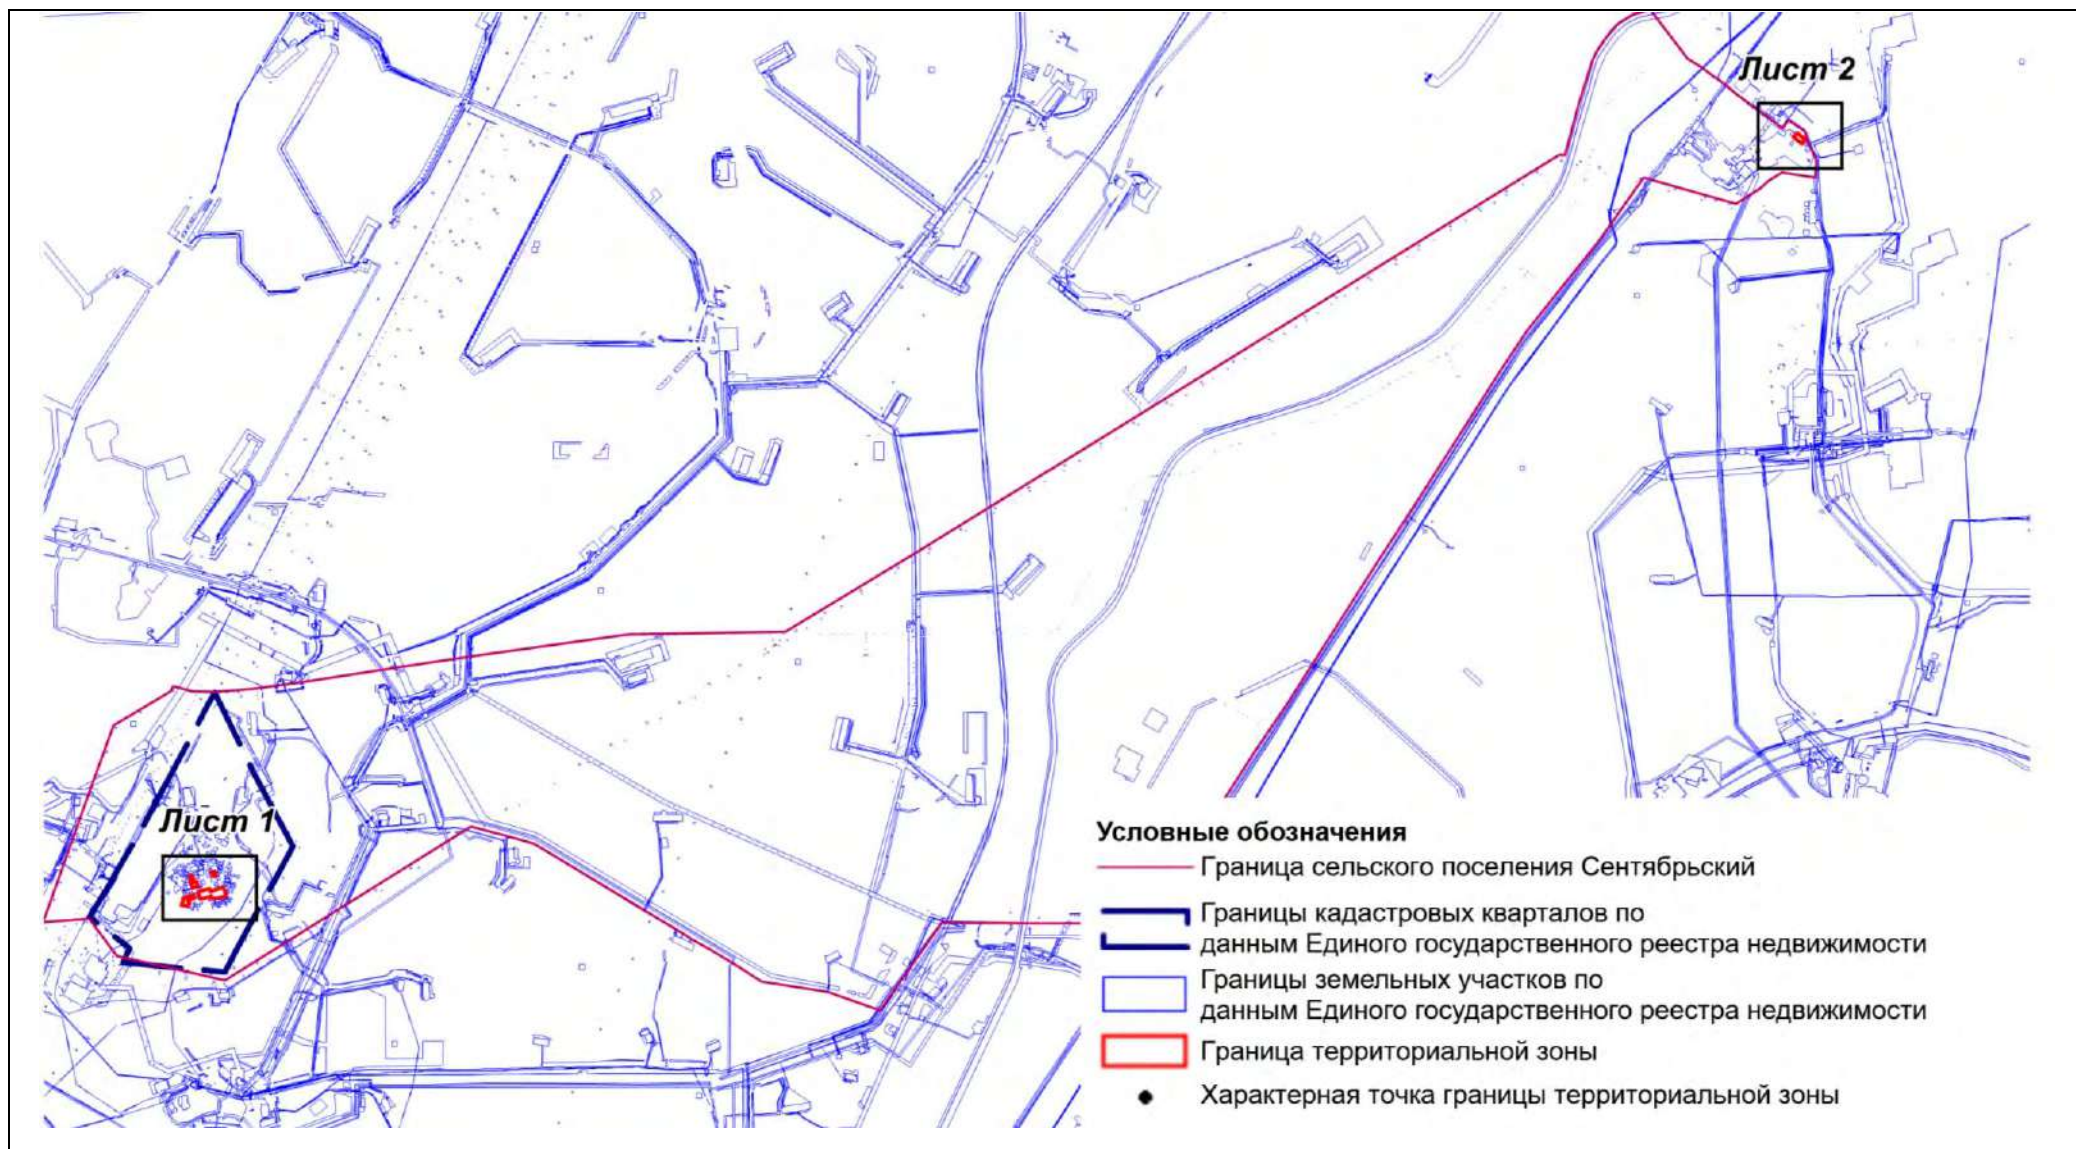 Лист 2
Лист 1
Условные обозначения
Граница сельского поселения Сентябрьский
Границы кадастровых кварталов по
данным Единого государственного реестра недвижимости
Границы земельных участков по
данным Единого государственного реестра недвижимости
Граница территориальной зоны
Характерная точка границы территориальной зоны